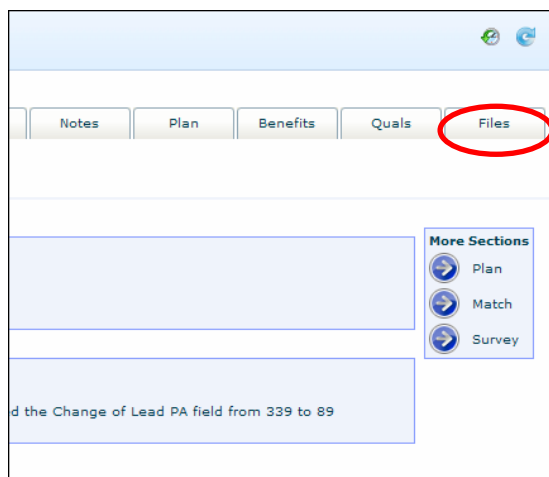 Notes Plan Benefits Quals Files
More Sections
Plan
Match
Survey
d the Change of Lead PA field from 339 to 89